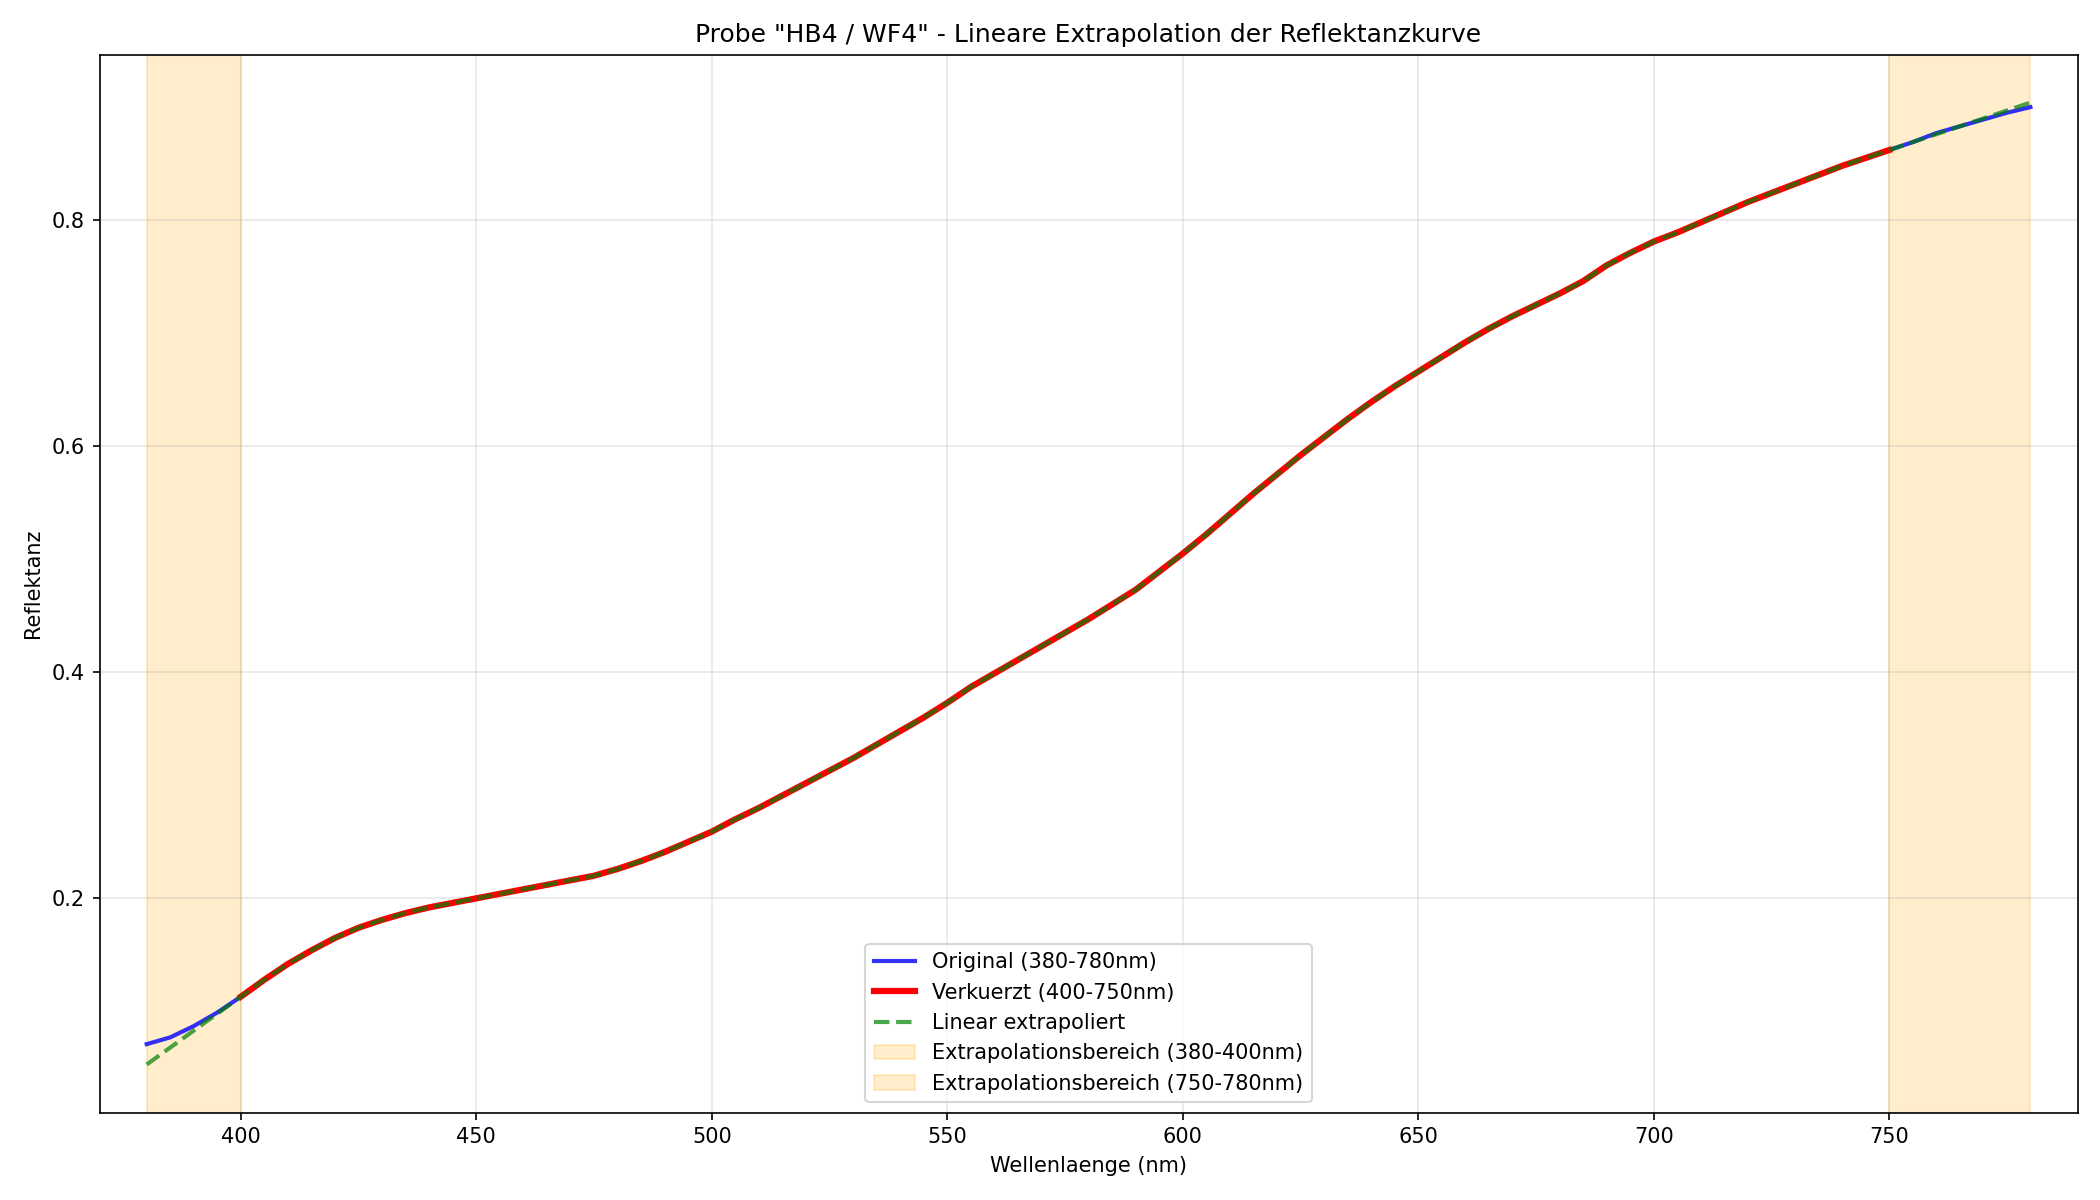 Probe "HB4 / WF4" - Lineare Extrapolation der Reflektanzkurve
Reflektanz
0.8
0.6
0.4
0.2
Original (380-780nm)
Verkuerzt (400-750nm)
Linear extrapoliert
Extrapolationsbereich (380-400nm)
Extrapolationsbereich (750-780nm)
400 450 500 550 600 650 700 750
Wellenlaenge (nm)